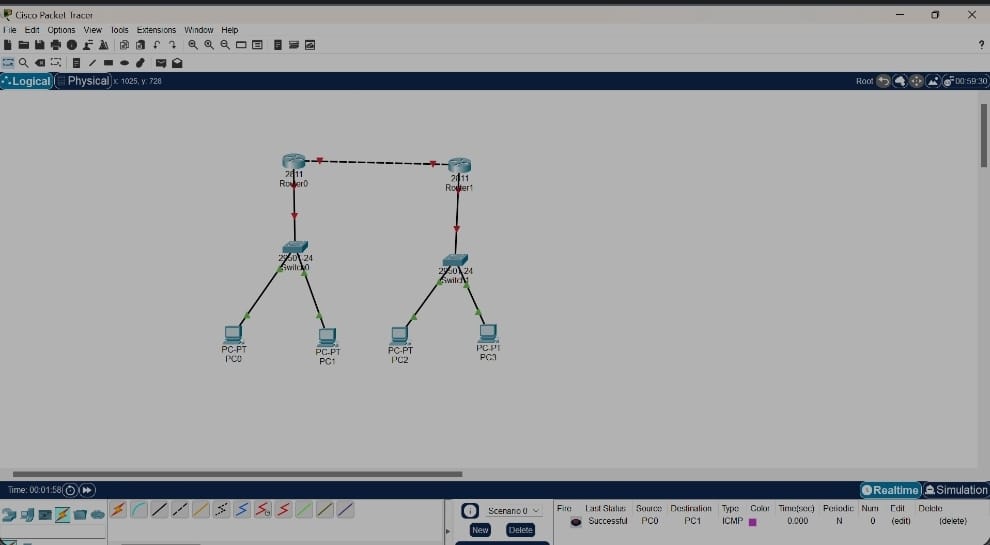 Cisco Packet Tracer
File Edit Options View Tools Extensions Window Help
?
Logical Physical x: 1025, y: 728 Root 00:59:30
2811
Router0
2811
Router1
2950-24
Switch0
2950-24
Switch1
PC-PT
PC0
PC-PT
PC1
PC-PT
PC2
PC-PT
PC3
Time: 00:01:58 Realtime Simulation
Scenario 0
New Delete
Fire Last Status Source Destination Type Color Time(sec) Periodic Num Edit Delete
Successful PC0 PC1 ICMP 0.000 N 0 (edit) (delete)